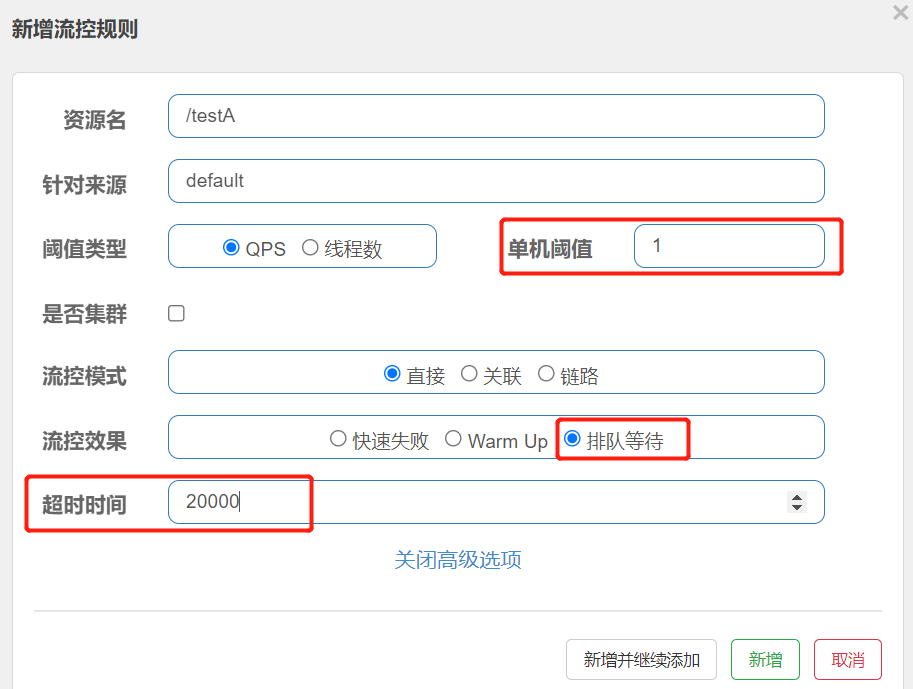 新增流控规则
资源名 /testA
针对来源 default
阈值类型 QPS 线程数 单机阈值 1
是否集群
流控模式 直接 关联 链路
流控效果 快速失败 Warm Up 排队等待
超时时间 20000
关闭高级选项
新增并继续添加 新增 取消